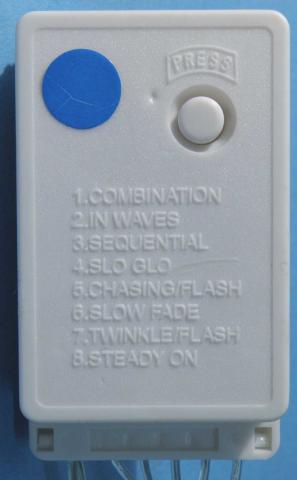 PRESS
1.COMBINATION
2.IN WAVES
3.SEQUENTIAL
4.SLO GLO
5.CHASING/FLASH
6.SLOW FADE
7.TWINKLE/FLASH
8.STEADY ON